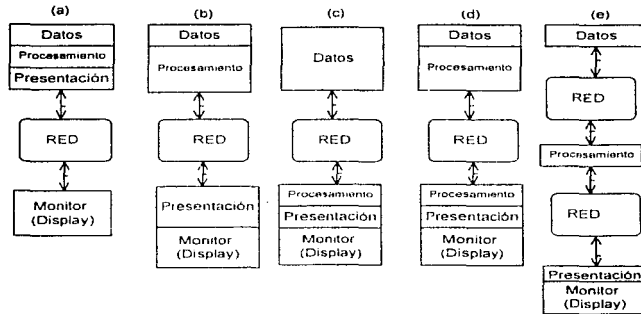 (a)
Datos
Procesamiento
Presentación
RED
Monitor
(Display)
(b)
Datos
Procesamiento
RED
Presentación
Monitor
(Display)
(c)
Datos
RED
Procesamiento
Presentación
Monitor
(Display)
(d)
Datos
Procesamiento
RED
Procesamiento
Presentación
Monitor
(Display)
(e)
Datos
RED
Procesamiento
RED
Presentación
Monitor
(Display)